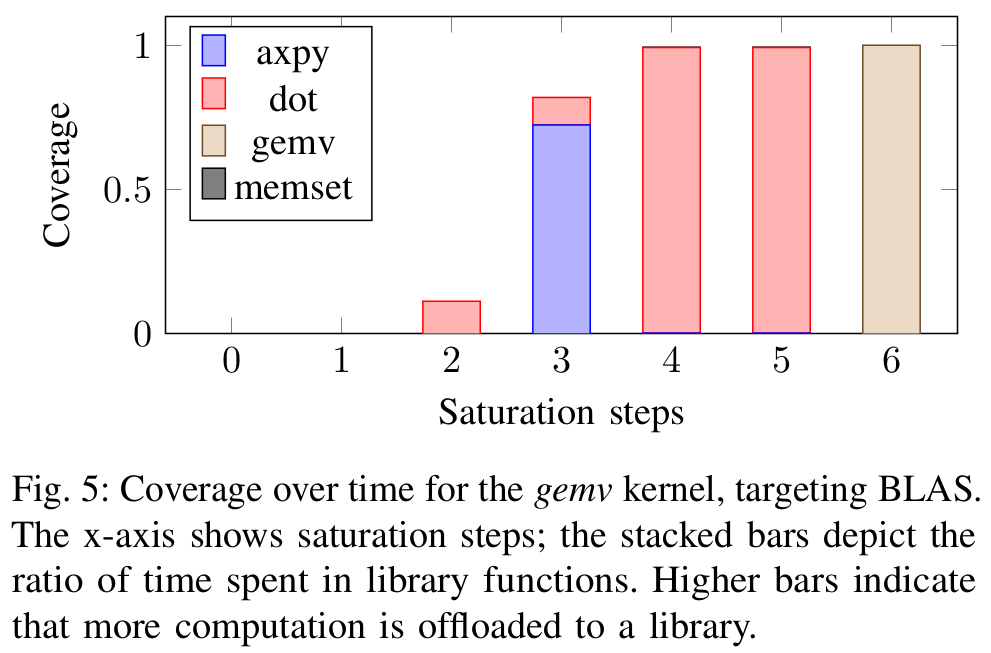 1
0.5
0
Coverage
axpy
dot
gemv
memset
0 1 2 3 4 5 6
Saturation steps
Fig. 5: Coverage over time for the gemv kernel, targeting BLAS.
The x-axis shows saturation steps; the stacked bars depict the
ratio of time spent in library functions. Higher bars indicate
that more computation is offloaded to a library.